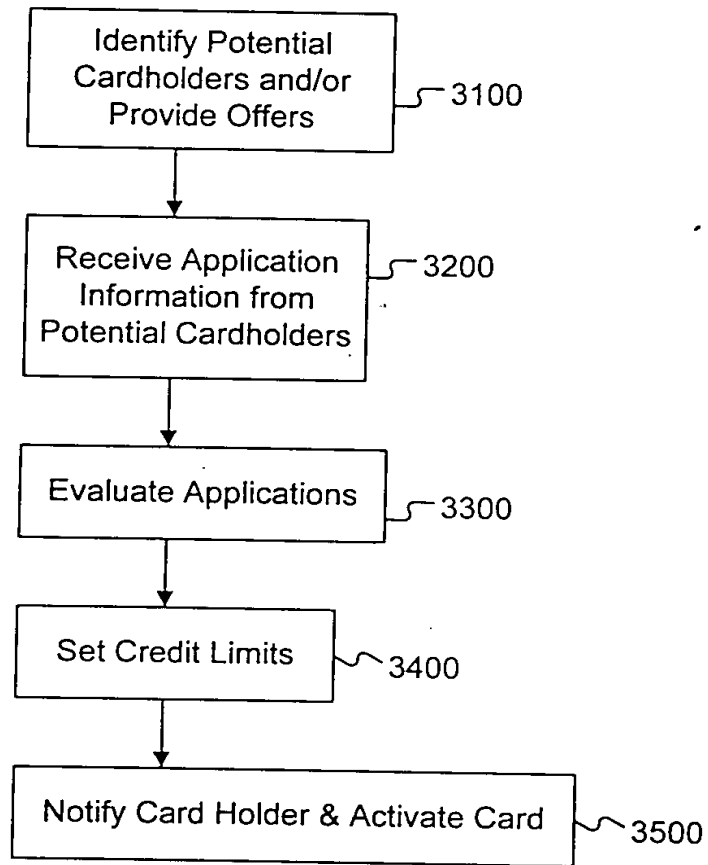 Identify Potential
Cardholders and/or
Provide Offers
3100
Receive Application
Information from
Potential Cardholders
3200
Evaluate Applications
3300
Set Credit Limits
3400
Notify Card Holder & Activate Card
3500